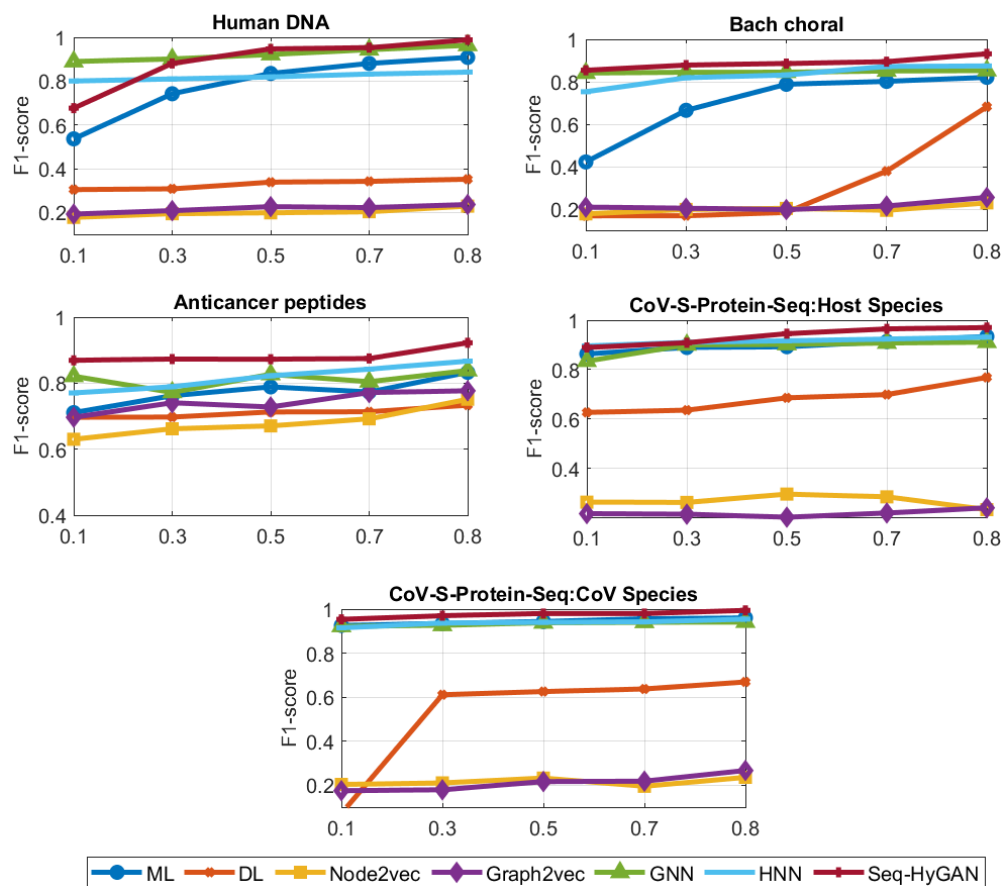 Human DNA
F1-score
1
0.8
0.6
0.4
0.2
0.1 0.3 0.5 0.7 0.8
Bach choral
F1-score
1
0.8
0.6
0.4
0.2
0.1 0.3 0.5 0.7 0.8
Anticancer peptides
F1-score
1
0.8
0.6
0.4
0.1 0.3 0.5 0.7 0.8
CoV-S-Protein-Seq:Host Species
F1-score
1
0.8
0.6
0.4
0.1 0.3 0.5 0.7 0.8
CoV-S-Protein-Seq:CoV Species
F1-score
1
0.8
0.6
0.4
0.2
0.1 0.3 0.5 0.7 0.8
ML DL Node2vec Graph2vec GNN HNN Seq-HyGAN